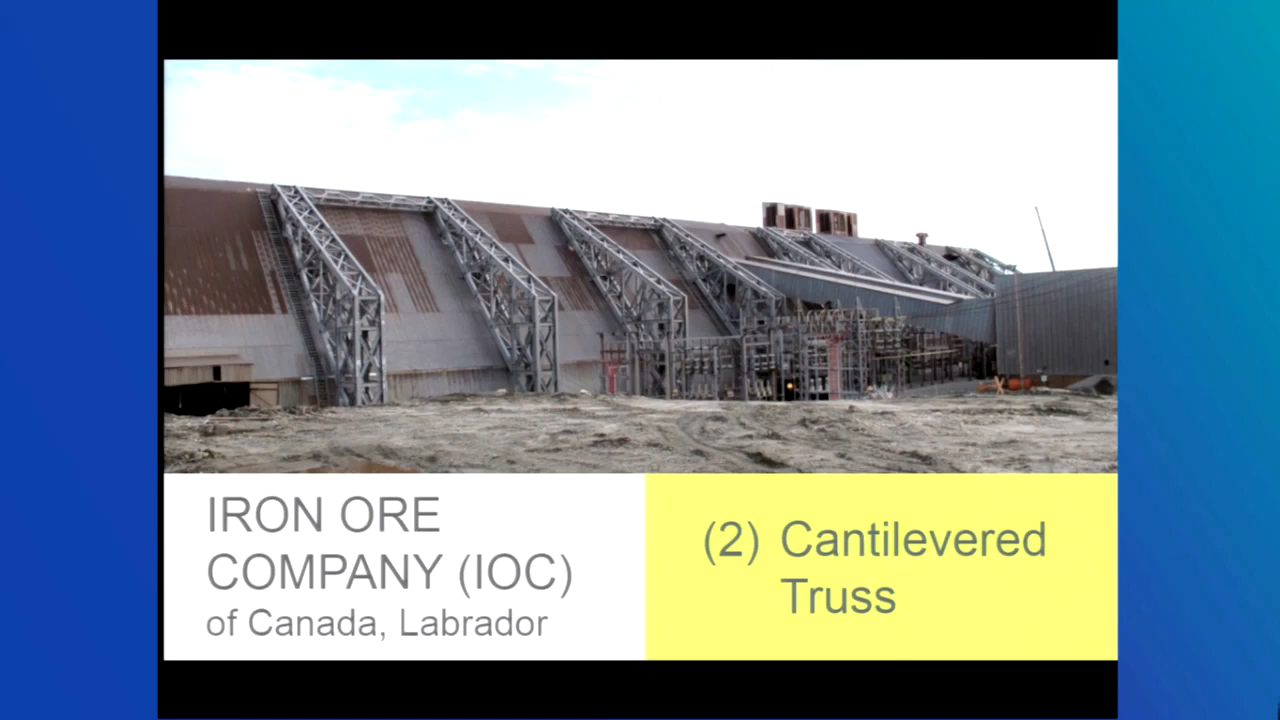 IRON ORE
COMPANY (IOC)
of Canada, Labrador
(2) Cantilevered
Truss